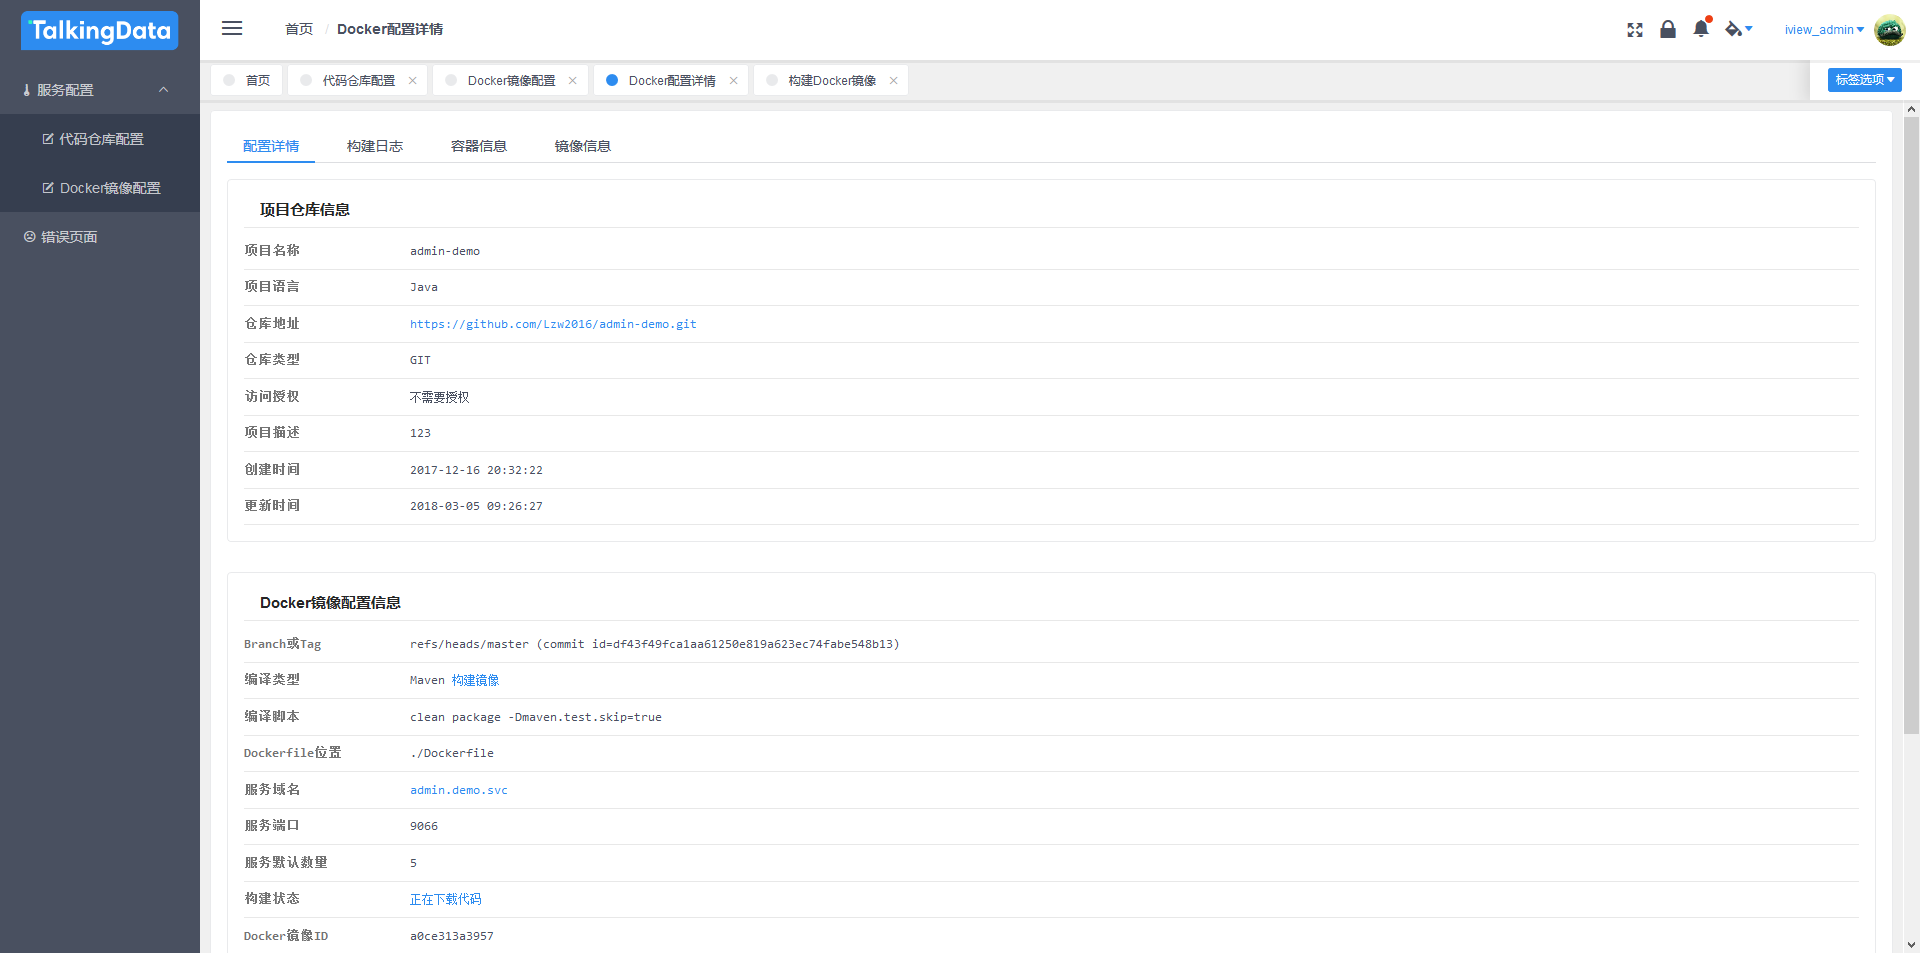 TalkingData
首页 / Docker配置详情
iview_admin
首页
代码仓库配置
Docker镜像配置
Docker配置详情
构建Docker镜像
标签选项
服务配置
代码仓库配置
Docker镜像配置
错误页面
配置详情 构建日志 容器信息 镜像信息
项目仓库信息
项目名称 admin-demo
项目语言 Java
仓库地址 https://github.com/Lzw2016/admin-demo.git
仓库类型 GIT
访问授权 不需要授权
项目描述 123
创建时间 2017-12-16 20:32:22
更新时间 2018-03-05 09:26:27
Docker镜像配置信息
Branch或Tag refs/heads/master (commit id=df43f49fca1aa61250e819a623ec74fabe548b13)
编译类型 Maven 构建镜像
编译脚本 clean package -Dmaven.test.skip=true
Dockerfile位置 ./Dockerfile
服务域名 admin.demo.svc
服务端口 9066
服务默认数量 5
构建状态 正在下载代码
Docker镜像ID a0ce313a3957